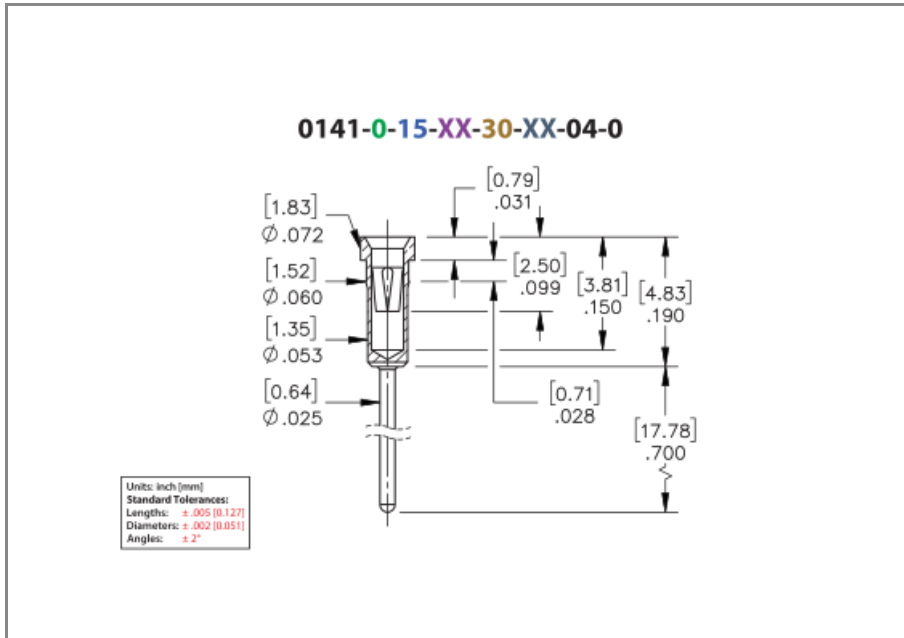 0141-0-15-XX-30-XX-04-0
[0.79]
.031
[1.83]
Ø .072
[2.50]
.099
[1.52]
Ø .060
[3.81]
.150
[4.83]
.190
[1.35]
Ø .053
[0.64]
Ø .025
[0.71]
.028
[17.78]
.700
Units: inch [mm]
Standard Tolerances:
Lengths: ± .005 [0.127]
Diameters: ± .002 [0.051]
Angles: ± 2°